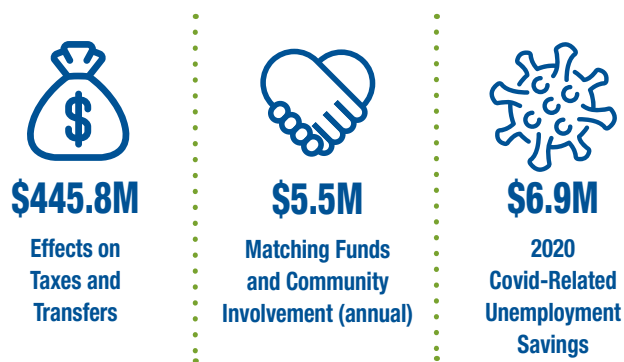 $
$445.8M
Effects on
Taxes and
Transfers
$5.5M
Matching Funds
and Community
Involvement (annual)
$6.9M
2020
Covid-Related
Unemployment
Savings